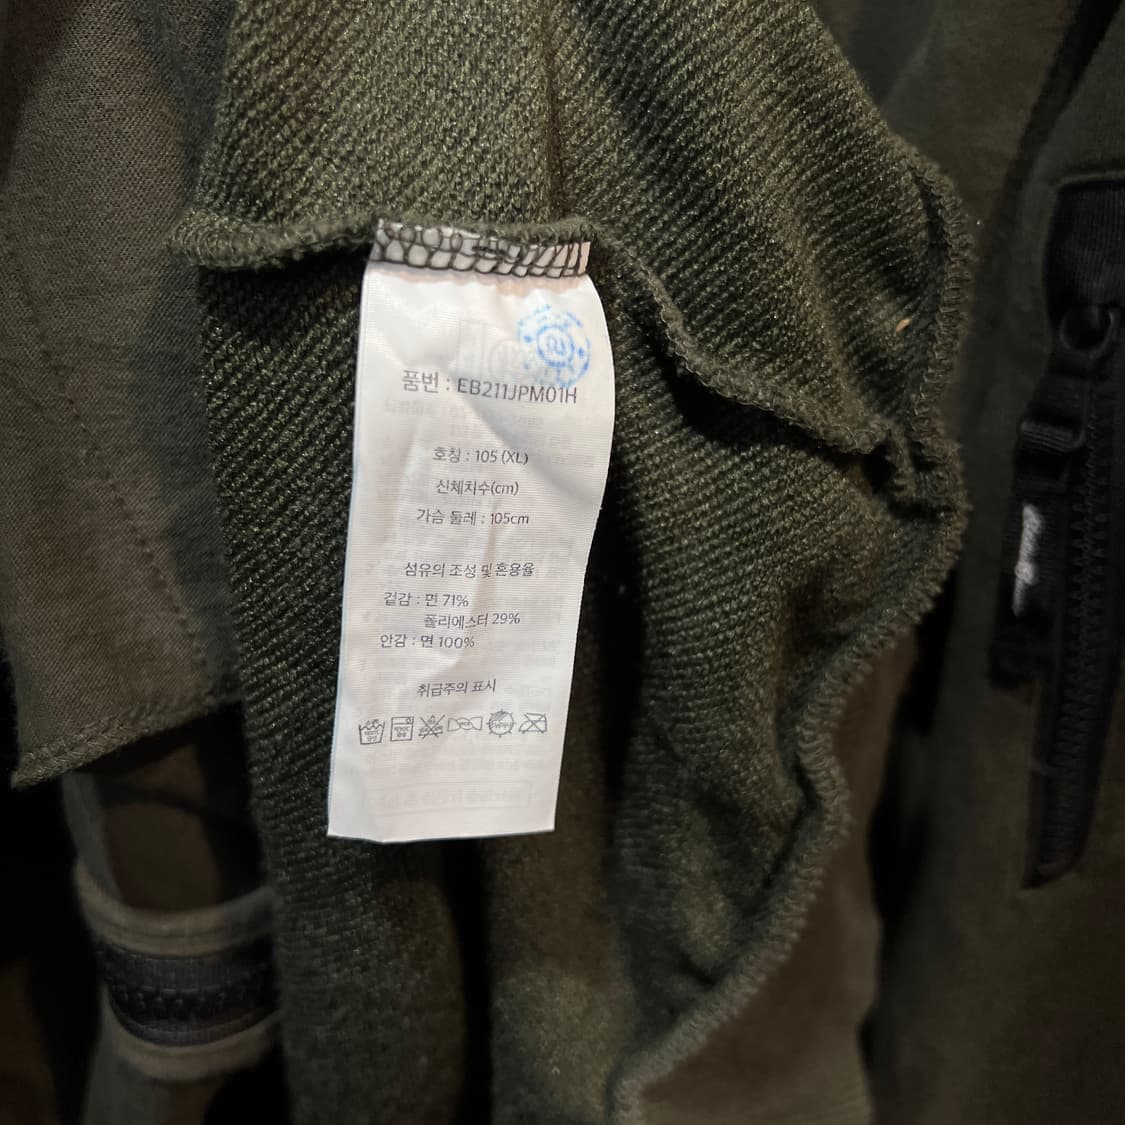 품번 : EB211JPM01H
호칭 : 105 (XL)
신체치수(cm)
가슴 둘레 : 105cm
섬유의 조성 및 혼용율
겉감 : 면 71%
폴리에스터 29%
안감 : 면 100%
취급주의 표시